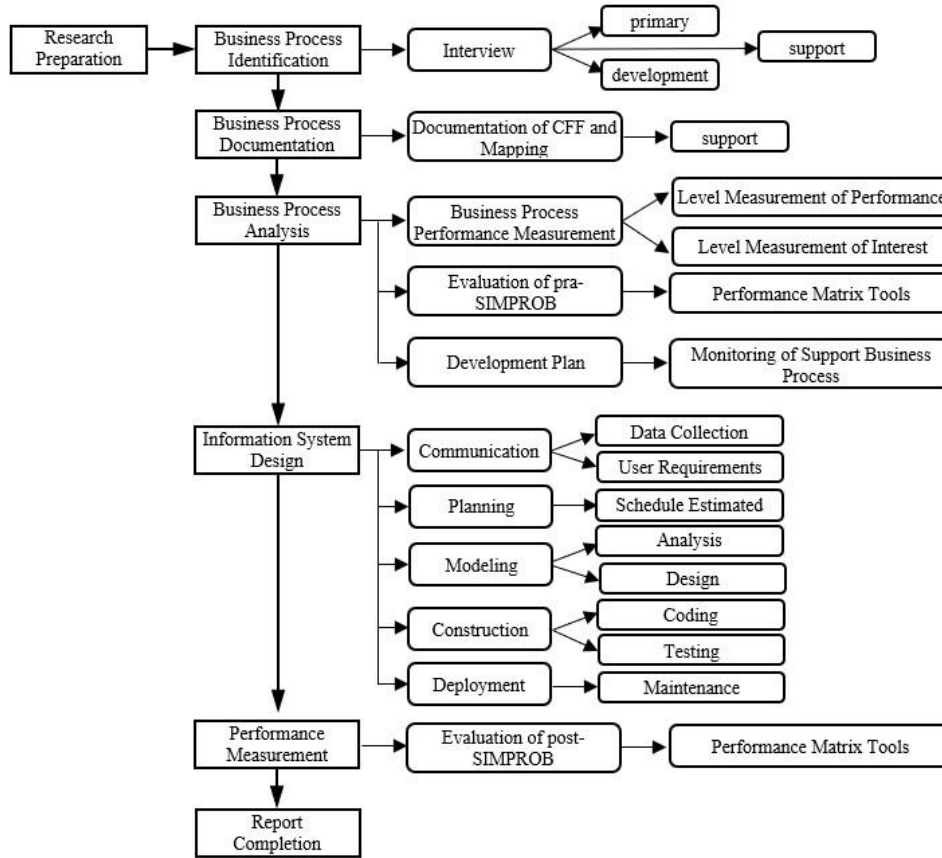 Research
Preparation
Business Process
Identification
Interview
primary
support
development
Business Process
Documentation
Documentation of CFF and
Mapping
support
Business Process
Analysis
Business Process
Performance Measurement
Level Measurement of Performance
Level Measurement of Interest
Evaluation of pra-
SIMPROB
Performance Matrix Tools
Development Plan
Monitoring of Support Business
Process
Information System
Design
Communication
Data Collection
User Requirements
Planning
Schedule Estimated
Modeling
Analysis
Design
Construction
Coding
Testing
Deployment
Maintenance
Performance
Measurement
Evaluation of post-
SIMPROB
Performance Matrix Tools
Report
Completion